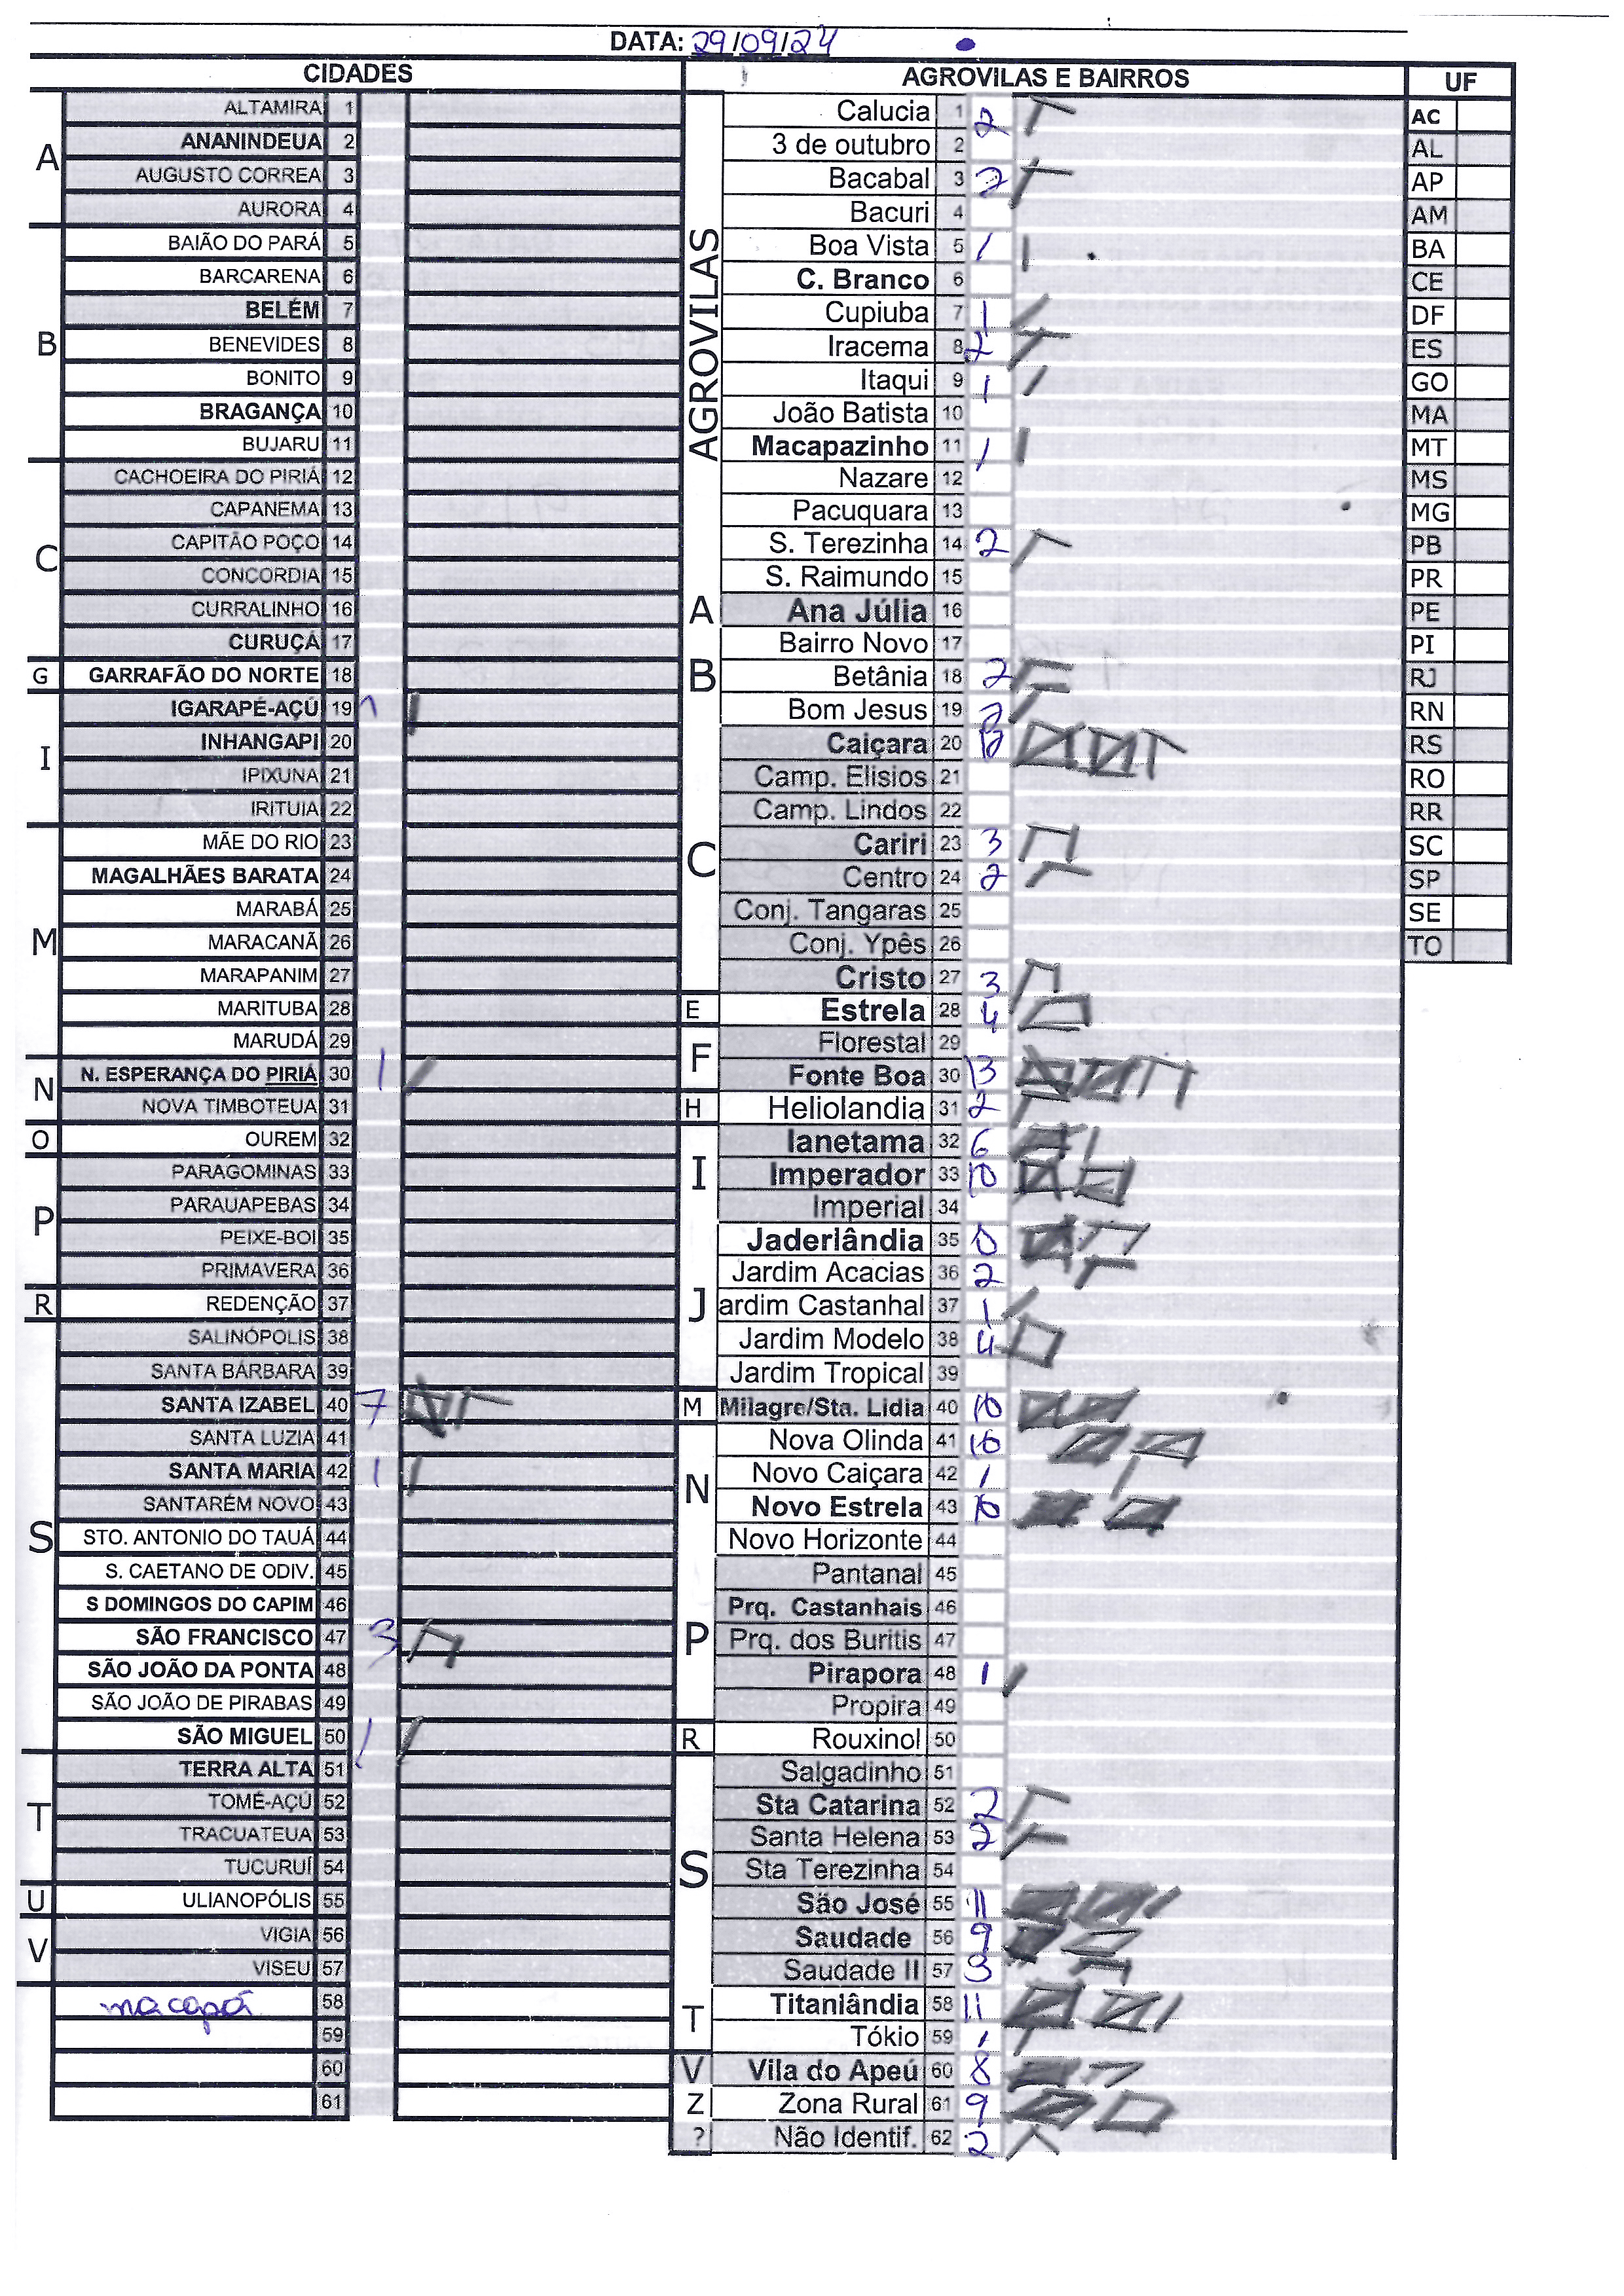 DATA: 29/09/24
CIDADES
A
ALTAMIRA 1
ANANINDEUA 2
AUGUSTO CORREA 3
AURORA 4
B
BAIÃO DO PARÁ 5
BARCARENA 6
BELÉM 7
BENEVIDES 8
BONITO 9
BRAGANÇA 10
BUJARU 11
C
CACHOEIRA DO PIRIÁ 12
CAPANEMA 13
CAPITÃO POÇO 14
CONCORDIA 15
CURRALINHO 16
CURUÇÁ 17
G
GARRAFÃO DO NORTE 18
I
IGARAPÉ-AÇÚ 19 1
INHANGAPI 20
IPIXUNA 21
IRITUIA 22
M
MÃE DO RIO 23
MAGALHÃES BARATA 24
MARABÁ 25
MARACANÃ 26
MARAPANIM 27
MARITUBA 28
MARUDÁ 29
N
N. ESPERANÇA DO PIRIÁ 30 1
NOVA TIMBOTEUA 31
O
OUREM 32
P
PARAGOMINAS 33
PARAUAPEBAS 34
PEIXE-BOI 35
PRIMAVERA 36
R
REDENÇÃO 37
S
SALINÓPOLIS 38
SANTA BÁRBARA 39
SANTA IZABEL 40 7
SANTA LUZIA 41
SANTA MARIA 42 1
SANTARÉM NOVO 43
STO. ANTONIO DO TAUÁ 44
S. CAETANO DE ODIV. 45
S DOMINGOS DO CAPIM 46
SÃO FRANCISCO 47 3
SÃO JOÃO DA PONTA 48
SÃO JOÃO DE PIRABAS 49
SÃO MIGUEL 50 1
T
TERRA ALTA 51
TOMÉ-AÇÚ 52
TRACUATEUA 53
TUCURUÍ 54
U
ULIANOPÓLIS 55
V
VIGIA 56
VISEU 57
macapá 58
59
60
61
AGROVILAS E BAIRROS
AGROVILAS
Calucia 1 2
3 de outubro 2
Bacabal 3 2
Bacuri 4
Boa Vista 5 1
C. Branco 6
Cupiuba 7 1
Iracema 8 2
Itaqui 9 1
João Batista 10
Macapazinho 11 1
Nazare 12
Pacuquara 13
S. Terezinha 14 2
S. Raimundo 15
A
Ana Júlia 16
B
Bairro Novo 17
Betânia 18 2
Bom Jesus 19 2
C
Caiçara 20 12
Camp. Elisios 21
Camp. Lindos 22
Cariri 23 3
Centro 24 2
Conj. Tangaras 25
Conj. Ypês 26
Cristo 27 3
E
Estrela 28 4
F
Florestal 29
Fonte Boa 30 13
H
Heliolandia 31 2
I
Ianetama 32 6
Imperador 33 10
Imperial 34
J
Jaderlândia 35
Jardim Acacias 36 2
ardim Castanhal 37 1
Jardim Modelo 38 4
Jardim Tropical 39
M
Milagre/Sta. Lidia 40 10
N
Nova Olinda 41 10
Novo Caiçara 42 1
Novo Estrela 43 10
Novo Horizonte 44
P
Pantanal 45
Prq. Castanhais 46
Prq. dos Buritis 47
Pirapora 48 1
Propira 49
R
Rouxinol 50
S
Salgadinho 51
Sta Catarina 52 2
Santa Helena 53 2
Sta Terezinha 54
São José 55 11
Saudade 56 9
Saudade II 57 3
T
Titanlândia 58 11
Tókio 59 1
V
Vila do Apeú 60 8
Z
Zona Rural 61 9
?
Não Identif. 62 2
UF
AC
AL
AP
AM
BA
CE
DF
ES
GO
MA
MT
MS
MG
PB
PR
PE
PI
RJ
RN
RS
RO
RR
SC
SP
SE
TO